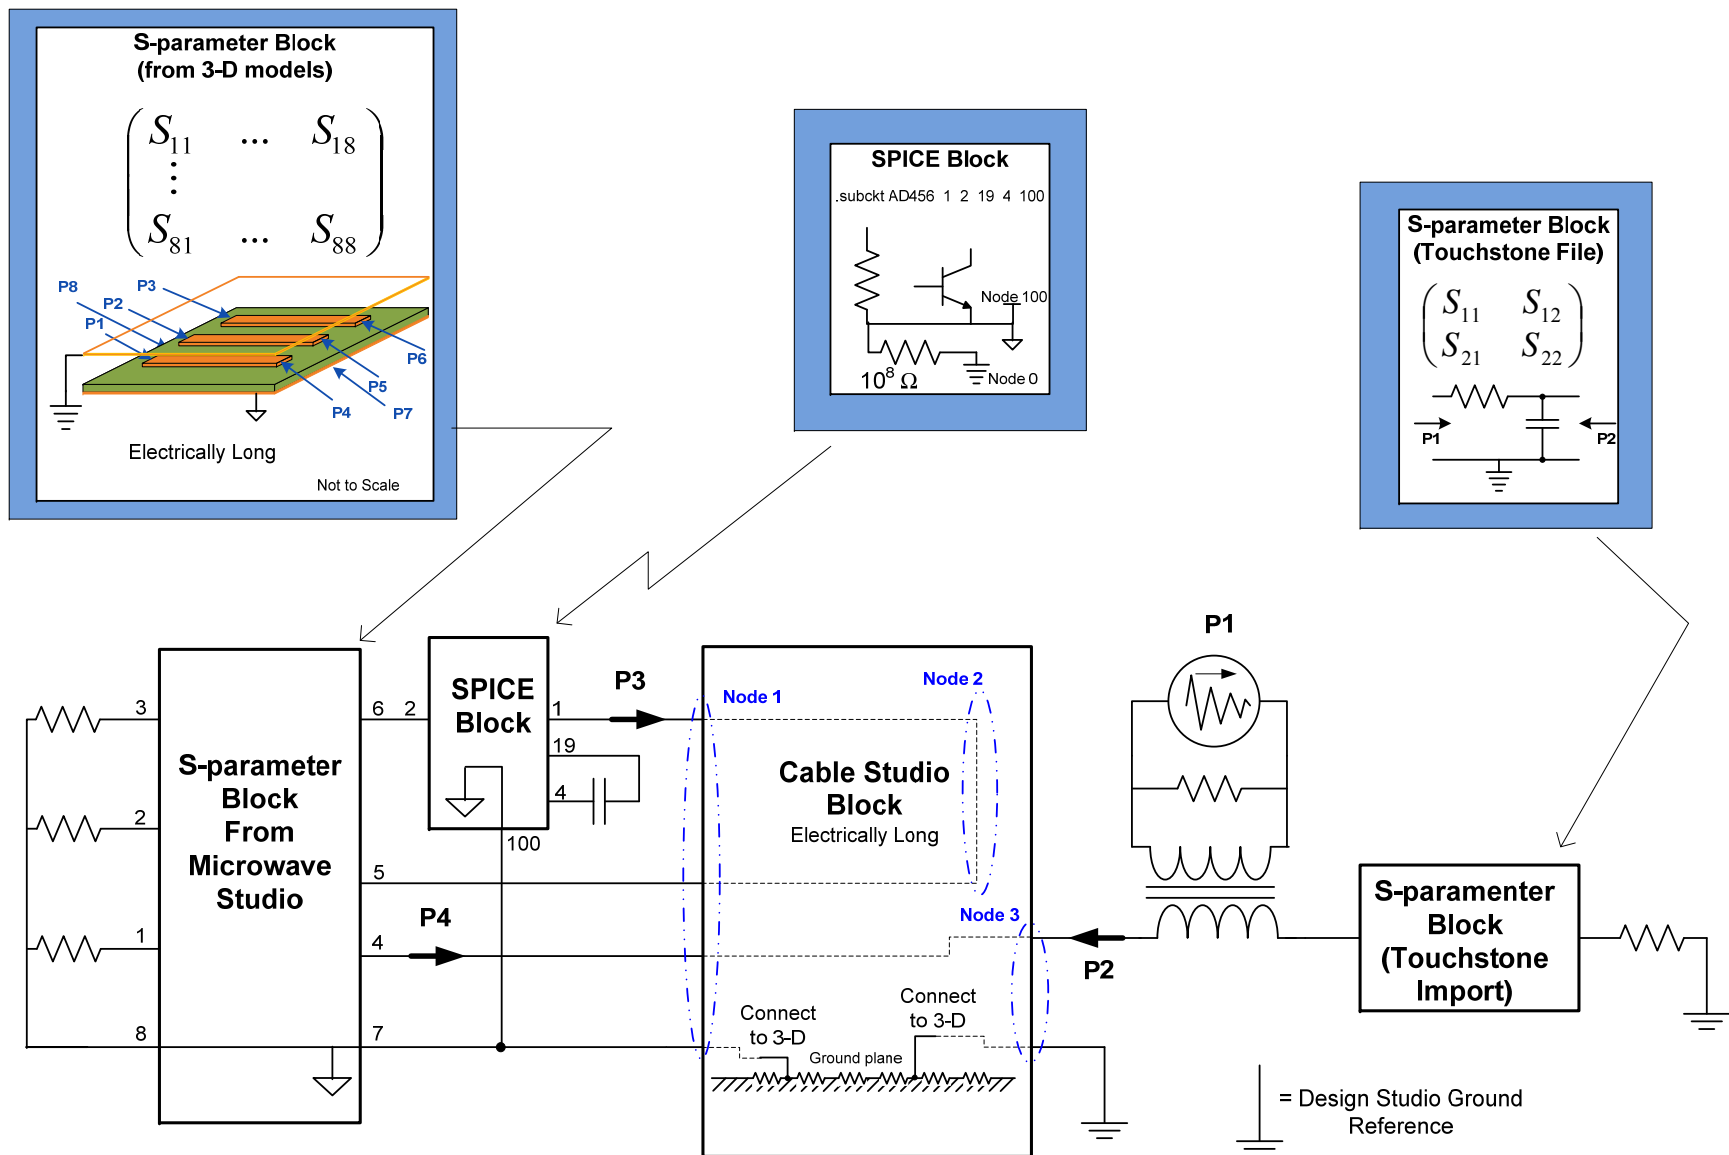 S-parameter Block
(from 3-D models)
S11 ... S18
⋮
S81 ... S88
P3
P8
P2
P1
P6
P5
P4
P7
Electrically Long
Not to Scale
SPICE Block
.subckt AD456 1 2 19 4 100
Node 100
10^8 Ω
Node 0
S-parameter Block
(Touchstone File)
S11 S12
S21 S22
P1
P2
S-parameter
Block
From
Microwave
Studio
3
2
1
8
6
5
4
7
2
SPICE
Block
1
19
4
100
P3
P4
Node 1
Node 2
Cable Studio
Block
Electrically Long
Node 3
Connect
to 3-D
Connect
to 3-D
Ground plane
P1
P2
S-paramenter
Block
(Touchstone
Import)
= Design Studio Ground
Reference